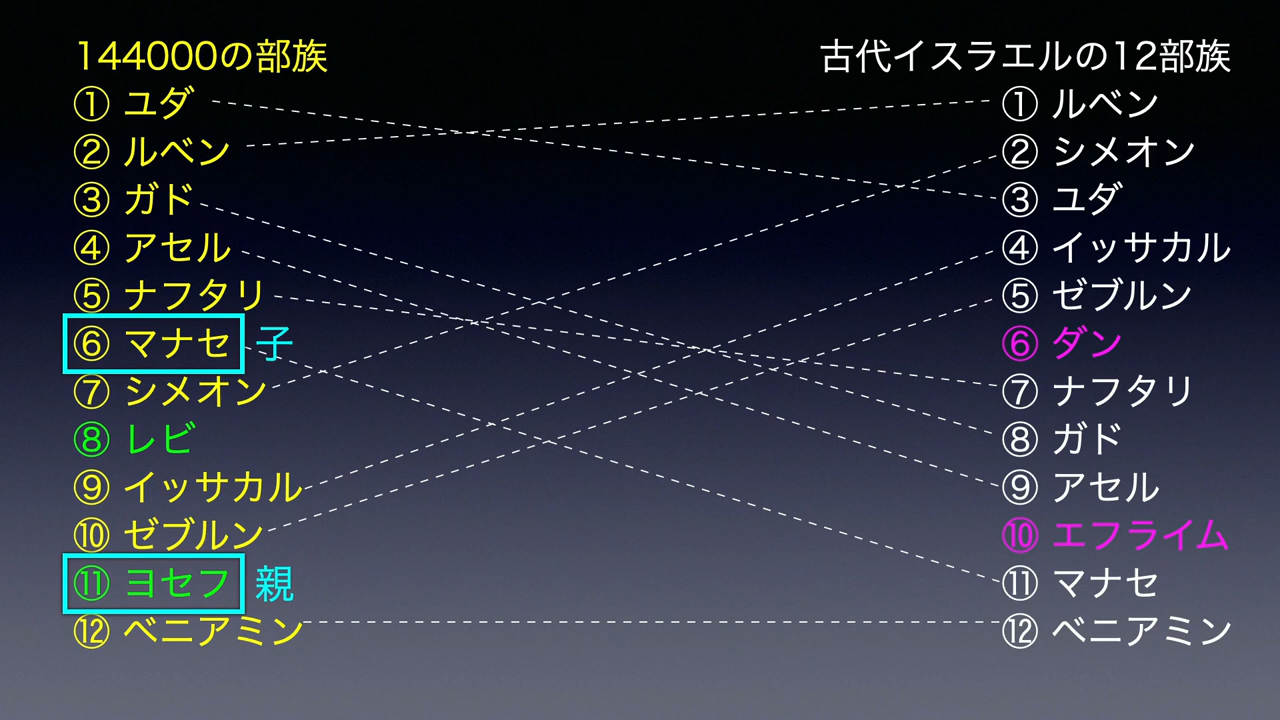 144000の部族
① ユダ
② ルベン
③ ガド
④ アセル
⑤ ナフタリ
⑥ マナセ 子
⑦ シメオン
⑧ レビ
⑨ イッサカル
⑩ ゼブルン
⑪ ヨセフ 親
⑫ ベニアミン
古代イスラエルの12部族
① ルベン
② シメオン
③ ユダ
④ イッサカル
⑤ ゼブルン
⑥ ダン
⑦ ナフタリ
⑧ ガド
⑨ アセル
⑩ エフライム
⑪ マナセ
⑫ ベニアミン